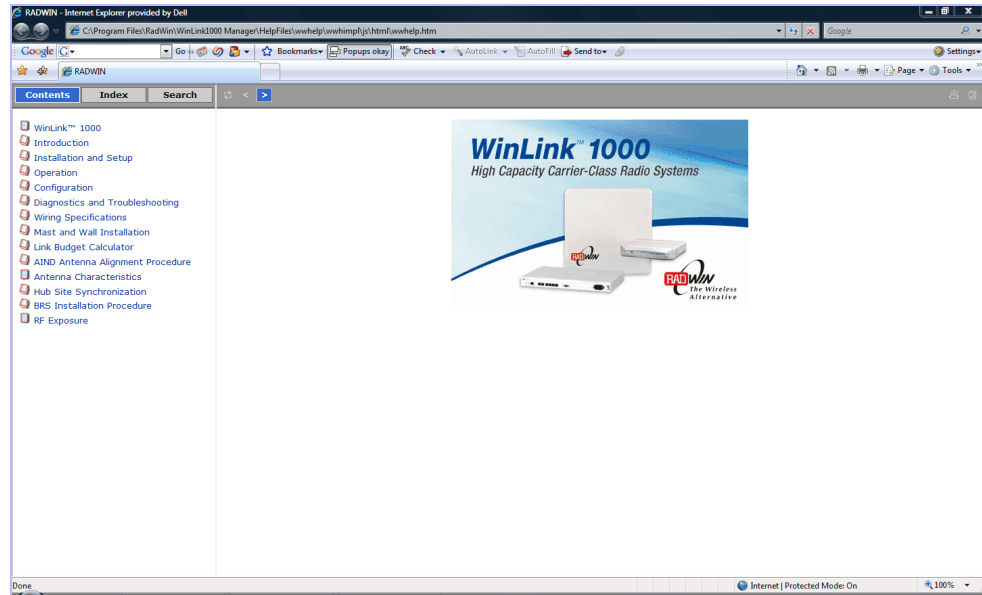 RADWIN - Internet Explorer provided by Dell
C:\Program Files\RadWin\WinLink1000 Manager\HelpFiles\wwhelp\wwhimpl\js\html\wwhelp.htm
Google
Google Go Bookmarks Popups okay Check AutoLink AutoFill Send to Settings
RADWIN Page Tools
Contents Index Search
WinLink™ 1000
Introduction
Installation and Setup
Operation
Configuration
Diagnostics and Troubleshooting
Wiring Specifications
Mast and Wall Installation
Link Budget Calculator
AIND Antenna Alignment Procedure
Antenna Characteristics
Hub Site Synchronization
BRS Installation Procedure
RF Exposure
WinLink™ 1000
High Capacity Carrier-Class Radio Systems
RADWIN
RADWIN
The Wireless
Alternative
Done Internet | Protected Mode: On 100%